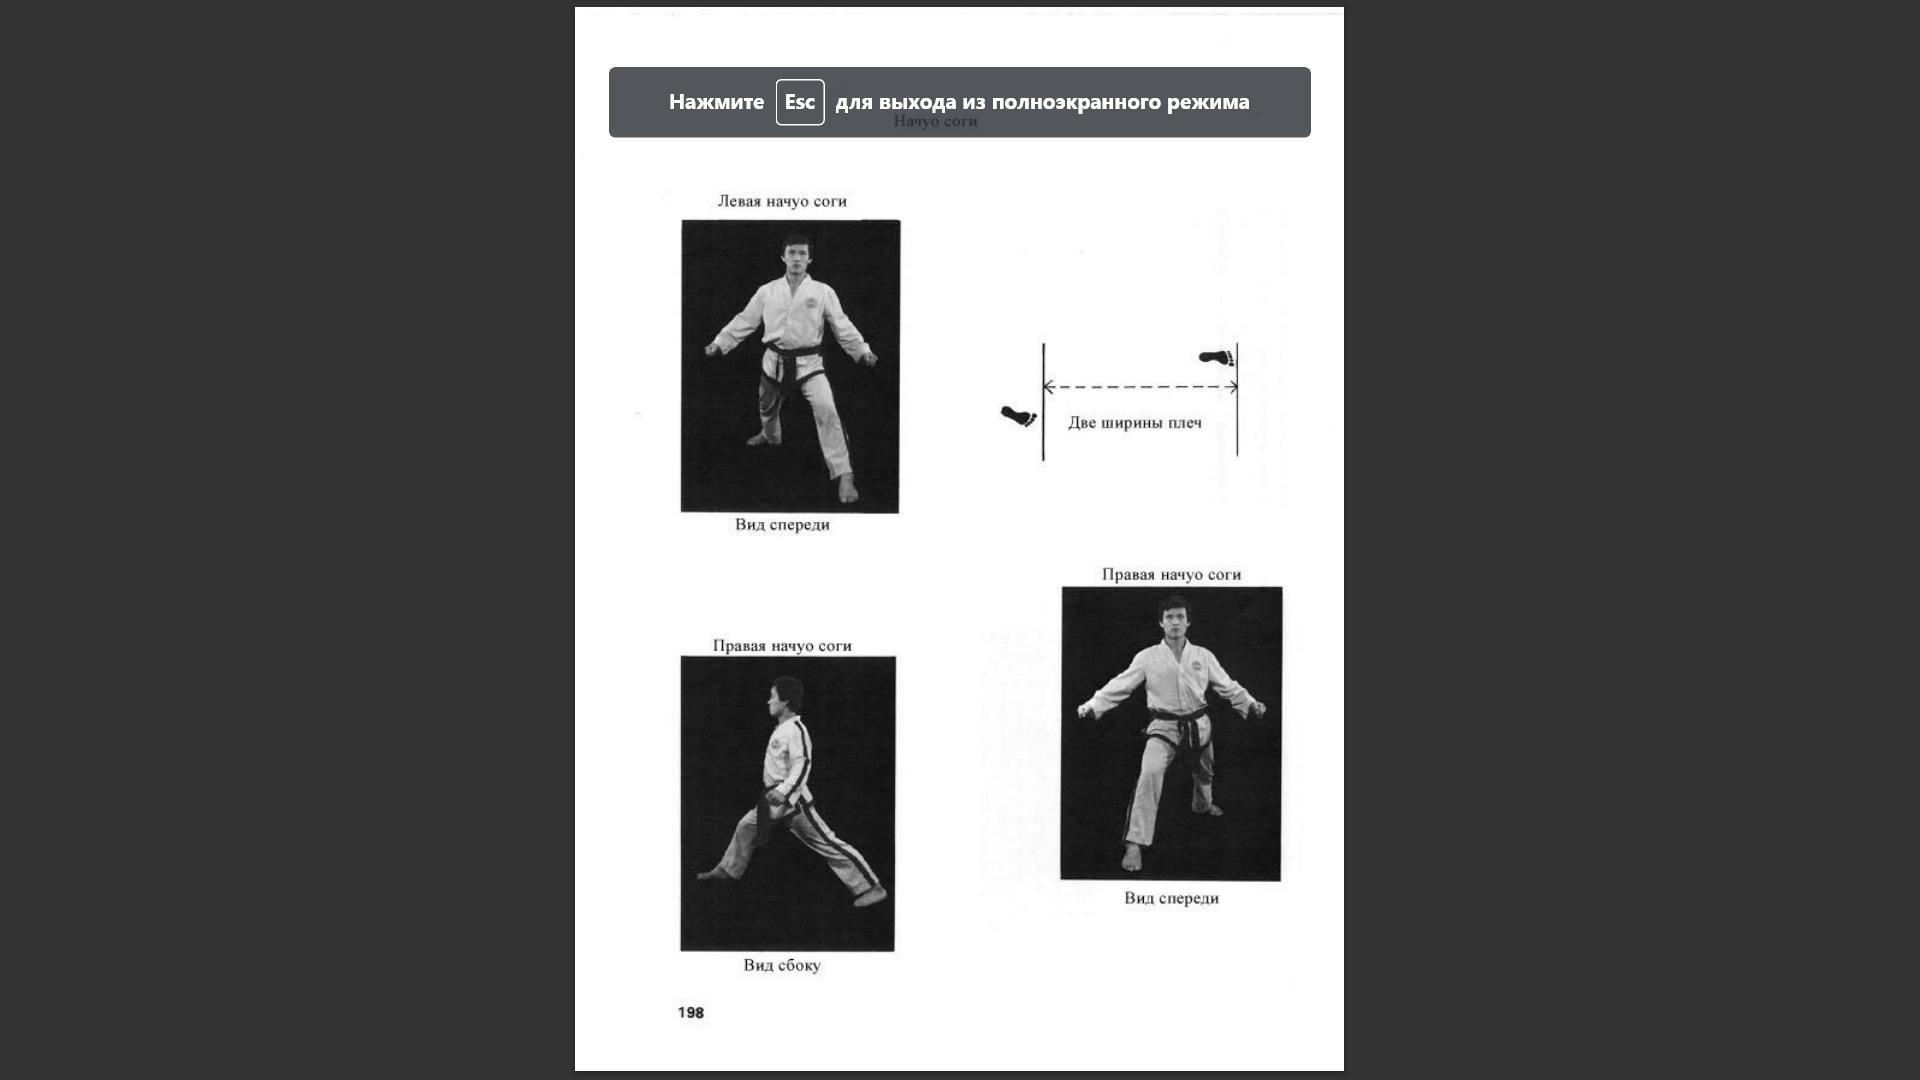 Нажмите Esc для выхода из полноэкранного режима
Начуо соги
Левая начуо соги
Две ширины плеч
Вид спереди
Правая начуо соги
Правая начуо соги
Вид спереди
Вид сбоку
198